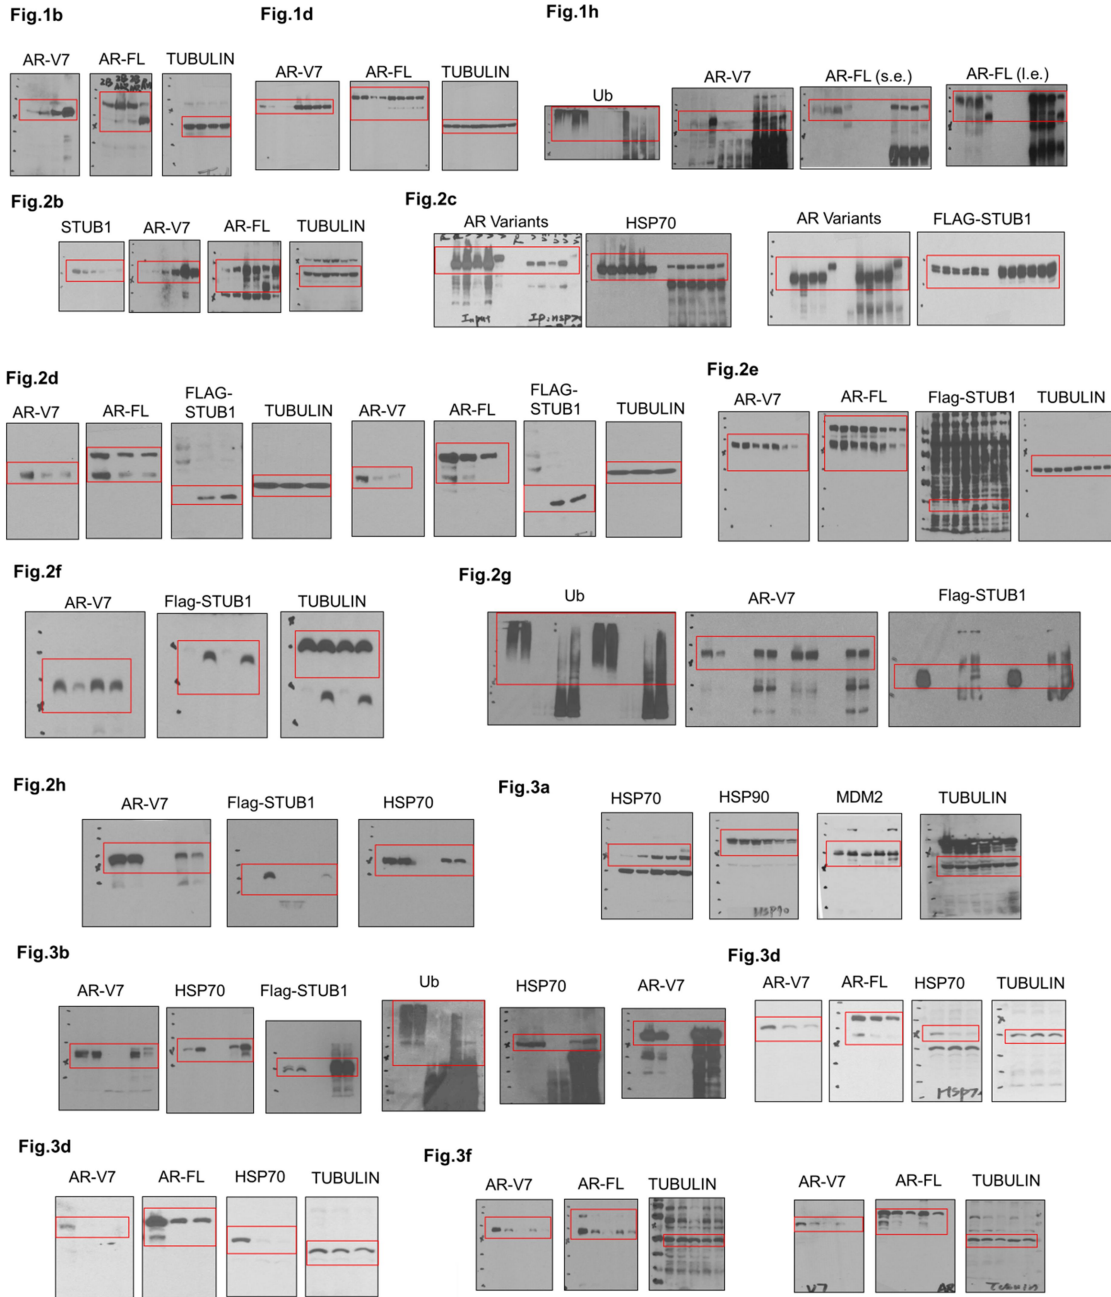 Fig.1b
AR-V7 AR-FL TUBULIN
Fig.1d
AR-V7 AR-FL TUBULIN
Fig.1h
Ub AR-V7 AR-FL (s.e.) AR-FL (l.e.)
Fig.2b
STUB1 AR-V7 AR-FL TUBULIN
Fig.2c
AR Variants HSP70 AR Variants FLAG-STUB1
Input IP:HSP70
Fig.2d
AR-V7 AR-FL FLAG-STUB1 TUBULIN AR-V7 AR-FL FLAG-STUB1 TUBULIN
Fig.2e
AR-V7 AR-FL Flag-STUB1 TUBULIN
Fig.2f
AR-V7 Flag-STUB1 TUBULIN
Fig.2g
Ub AR-V7 Flag-STUB1
Fig.2h
AR-V7 Flag-STUB1 HSP70
Fig.3a
HSP70 HSP90 MDM2 TUBULIN
HSP90
Fig.3b
AR-V7 HSP70 Flag-STUB1 Ub HSP70 AR-V7
Fig.3d
AR-V7 AR-FL HSP70 TUBULIN
Fig.3d
AR-V7 AR-FL HSP70 TUBULIN
Fig.3f
AR-V7 AR-FL TUBULIN AR-V7 AR-FL TUBULIN
V7 AR Tubulin